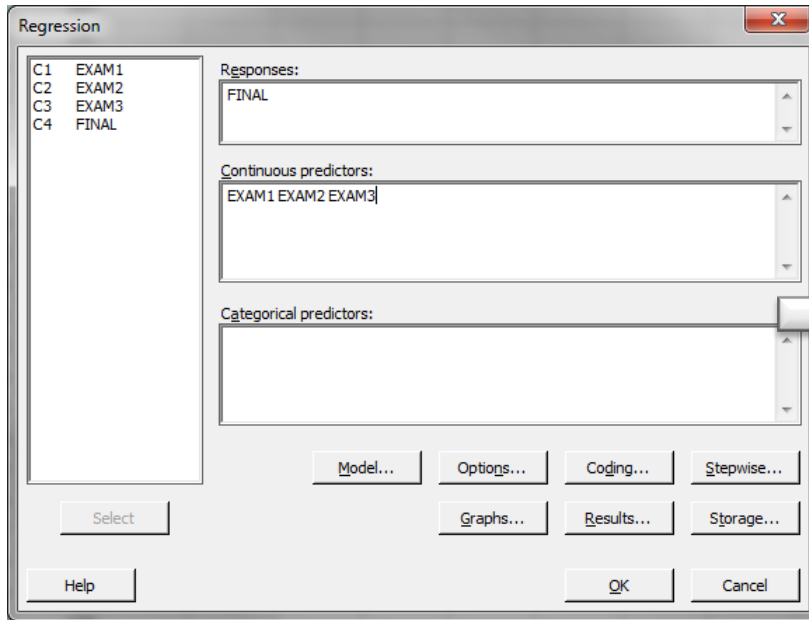 Regression
C1 EXAM1
C2 EXAM2
C3 EXAM3
C4 FINAL
Responses:
FINAL
Continuous predictors:
EXAM1 EXAM2 EXAM3
Categorical predictors:
Model... Options... Coding... Stepwise...
Select Graphs... Results... Storage...
Help OK Cancel